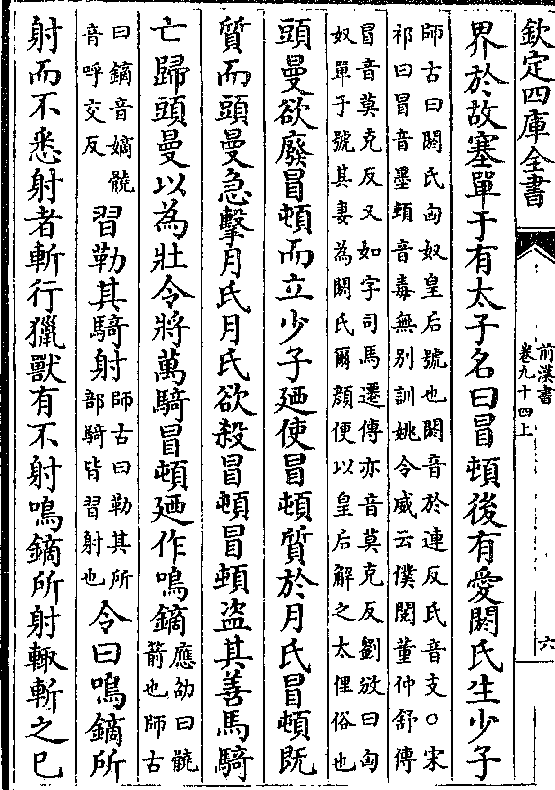 欽定四庫全書
前漢書
卷九十四上
六
界於故塞單于有太子名曰冒頓後有愛閼氏生少子
師古曰閼氏匈奴皇后號也閼音於連反氏音支○宋
祁曰冒音墨頓音毒無別訓姚令威云僕閱董仲舒傳
冒音莫克反又如字司馬遷傳亦音莫克反劉攽曰匈
奴單于號其妻為閼氏爾顔便以皇后解之太俚俗也
頭曼欲廢冒頓而立少子廼使冒頓質於月氏冒頓既
質而頭曼急擊月氏月氏欲殺冒頓冒頓盜其善馬騎
亡歸頭曼以為壯令將萬騎冒頓廼作鳴鏑
應劭曰髐
箭也師古
曰鏑音嫡髐
音呼交反
習勒其騎射
師古曰勒其所
部騎皆習射也
令曰鳴鏑所
射而不悉射者斬行獵獸有不射鳴鏑所射輙斬之已